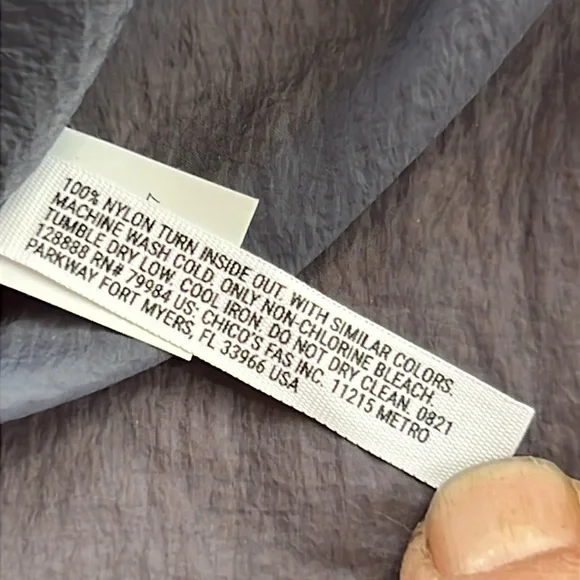 100% NYLON TURN INSIDE OUT. WITH SIMILAR COLORS.
MACHINE WASH COLD. ONLY NON-CHLORINE BLEACH.
TUMBLE DRY LOW. COOL IRON. DO NOT DRY CLEAN. 0821
128888 RN# 79984 US. CHICO'S FAS INC. 11215 METRO
PARKWAY FORT MYERS, FL 33966 USA